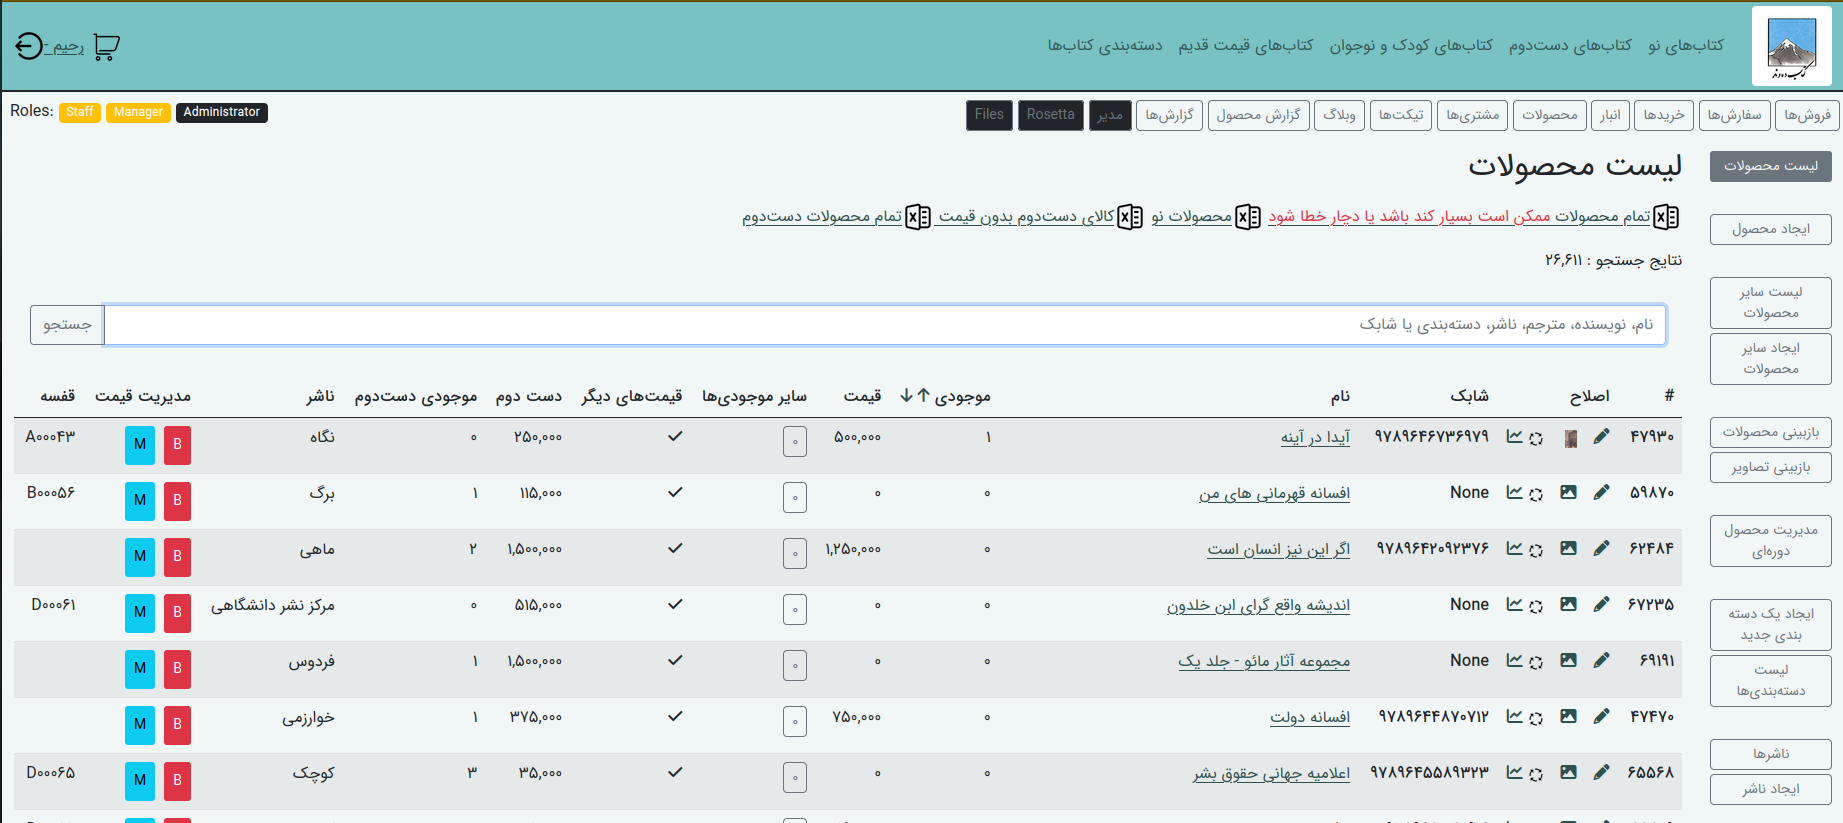 کتاب دماوند
کتاب‌های نو کتاب‌های دست‌دوم کتاب‌های کودک و نوجوان کتاب‌های قیمت قدیم دسته‌بندی کتاب‌ها
رحیم -
فروش‌ها سفارش‌ها خریدها انبار محصولات مشتری‌ها تیکت‌ها وبلاگ گزارش محصول گزارش‌ها مدیر Rosetta Files
Roles: Staff Manager Administrator
لیست محصولات
ایجاد محصول
لیست سایر
محصولات
ایجاد سایر
محصولات
بازبینی محصولات
بازبینی تصاویر
مدیریت محصول
دوره‌ای
ایجاد یک دسته
بندی جدید
لیست
دسته‌بندی‌ها
ناشرها
ایجاد ناشر
لیست محصولات
تمام محصولات ممکن است بسیار کند باشد یا دچار خطا شود محصولات نو کالای دست‌دوم بدون قیمت تمام محصولات دست‌دوم
نتایج جستجو : ۲۶,۶۱۱
نام، نویسنده، مترجم، ناشر، دسته‌بندی یا شابک جستجو
# اصلاح شابک نام موجودی ↑↓ قیمت سایر موجودی‌ها قیمت‌های دیگر دست دوم موجودی دست‌دوم ناشر مدیریت قیمت قفسه
۴۷۹۳۰ ۹۷۸۹۶۴۶۷۳۶۹۷۹ آیدا در آینه ۱ ۵۰۰,۰۰۰ ۰ ۲۵۰,۰۰۰ ۰ نگاه B M A۰۰۰۴۳
۵۹۸۷۰ None افسانه قهرمانی های من ۰ ۰ ۰ ۱۱۵,۰۰۰ ۱ برگ B M B۰۰۰۵۶
۶۲۴۸۴ ۹۷۸۹۶۴۲۰۹۲۳۷۶ اگر این نیز انسان است ۰ ۱,۲۵۰,۰۰۰ ۰ ۱,۵۰۰,۰۰۰ ۲ ماهی B M
۶۷۲۳۵ None اندیشه واقع گرای ابن خلدون ۰ ۰ ۰ ۵۱۵,۰۰۰ ۰ مرکز نشر دانشگاهی B M D۰۰۰۶۱
۶۹۱۹۱ None مجموعه آثار مائو - جلد یک ۰ ۰ ۰ ۱,۵۰۰,۰۰۰ ۱ فردوس B M
۴۷۴۷۰ ۹۷۸۹۶۴۴۸۷۰۷۱۲ افسانه دولت ۰ ۷۵۰,۰۰۰ ۰ ۳۷۵,۰۰۰ ۱ خوارزمی B M
۶۵۵۶۸ ۹۷۸۹۶۴۵۵۸۹۳۲۳ اعلامیه جهانی حقوق بشر ۰ ۰ ۰ ۳۵,۰۰۰ ۳ کوچک B M D۰۰۰۶۵